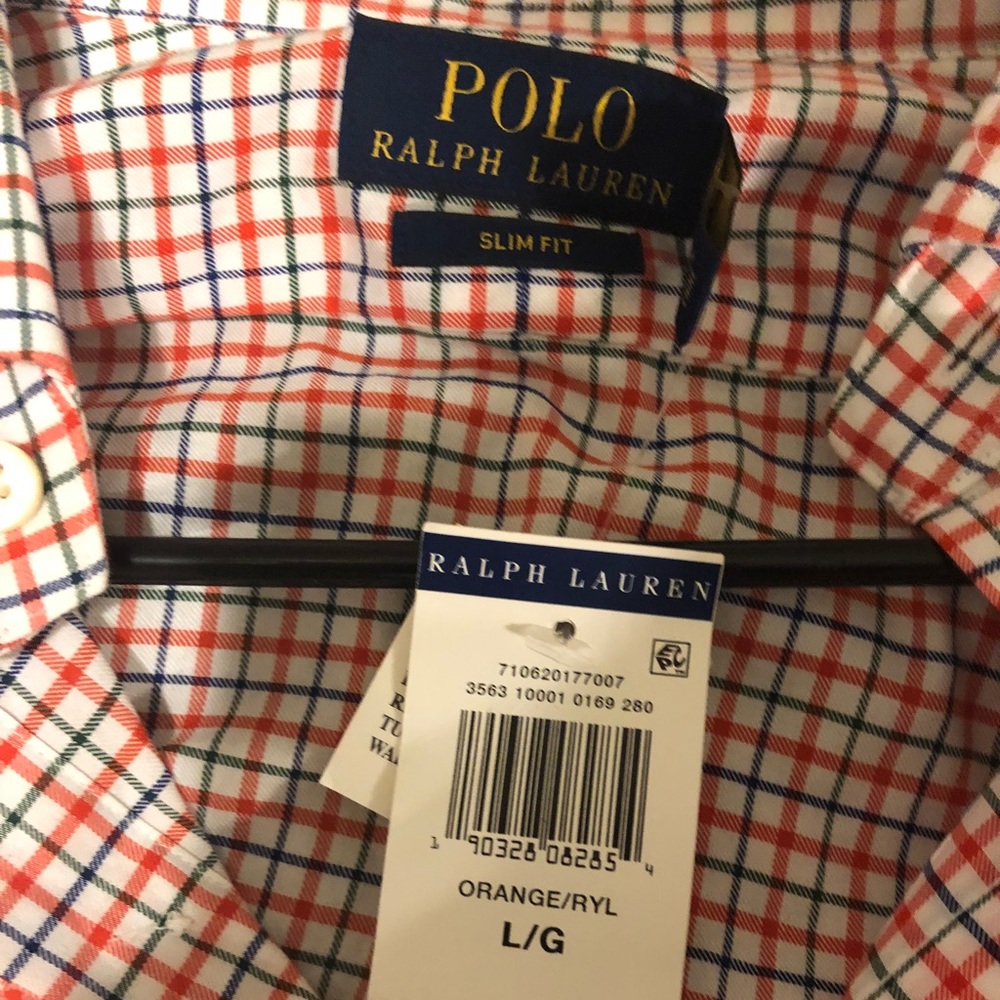 POLO
RALPH LAUREN
SLIM FIT
RALPH LAUREN
710620177007
3563 10001 0169 280
1 90328 08285 4
ORANGE/RYL
L/G